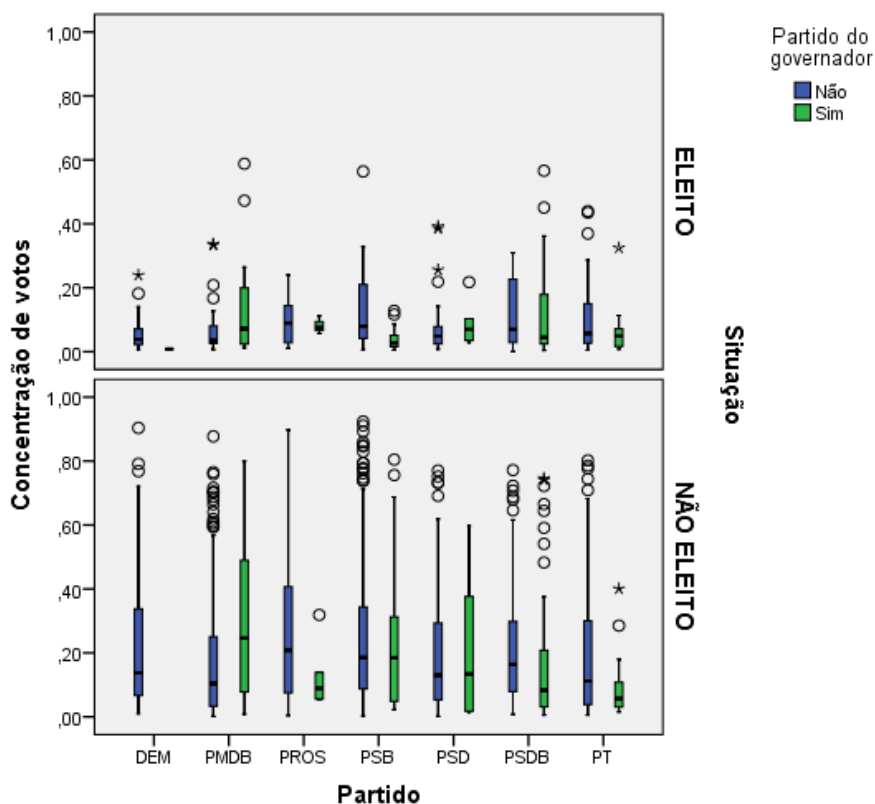 Partido do
governador
Não
Sim
Concentração de votos
1,00
,80
,60
,40
,20
,00
ELEITO
1,00
,80
,60
,40
,20
,00
NÃO ELEITO
Situação
DEM PMDB PROS PSB PSD PSDB PT
Partido